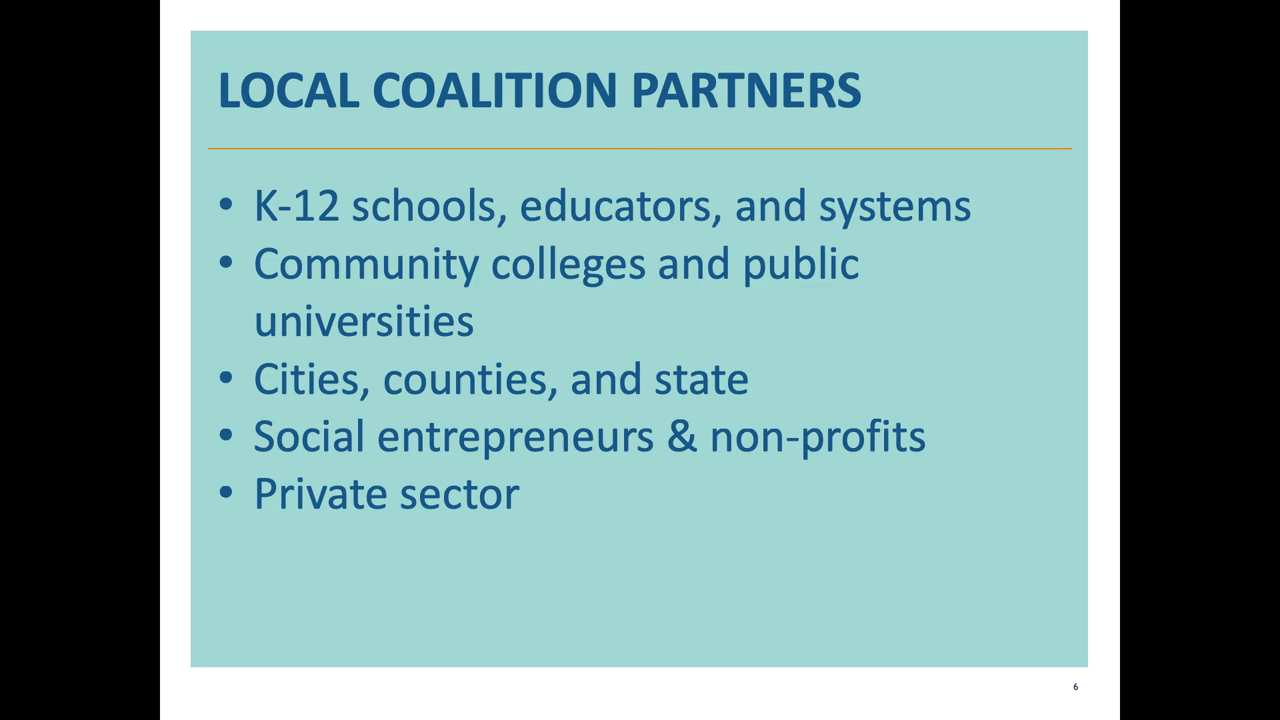 LOCAL COALITION PARTNERS
• K-12 schools, educators, and systems
• Community colleges and public
universities
• Cities, counties, and state
• Social entrepreneurs & non-profits
• Private sector
6